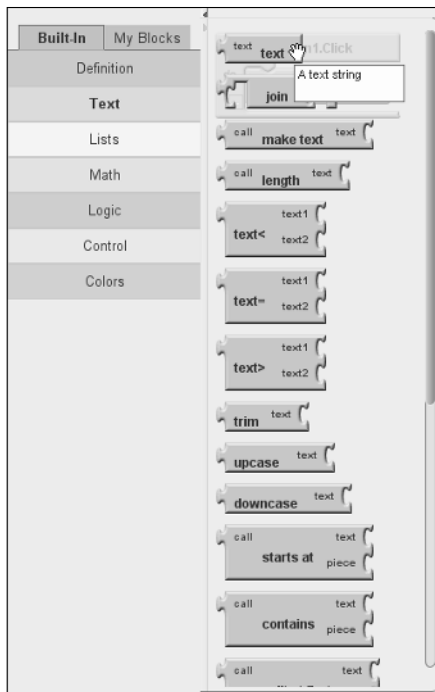 Built-In
My Blocks
Definition
Text
Lists
Math
Logic
Control
Colors
text text
n1.Click
A text string
join
call make text text
call length text
text< text1
text2
text= text1
text2
text> text1
text2
trim text
upcase text
downcase text
call text
starts at piece
call text
contains piece
call text